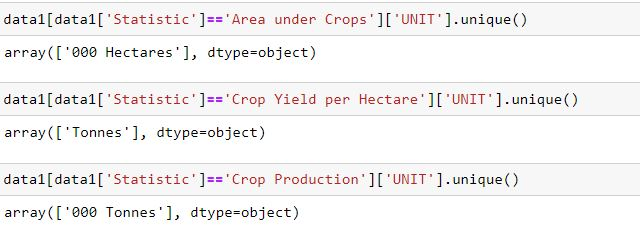 data1[data1['Statistic']=='Area under Crops']['UNIT'].unique()
array(['000 Hectares'], dtype=object)
data1[data1['Statistic']=='Crop Yield per Hectare']['UNIT'].unique()
array(['Tonnes'], dtype=object)
data1[data1['Statistic']=='Crop Production']['UNIT'].unique()
array(['000 Tonnes'], dtype=object)